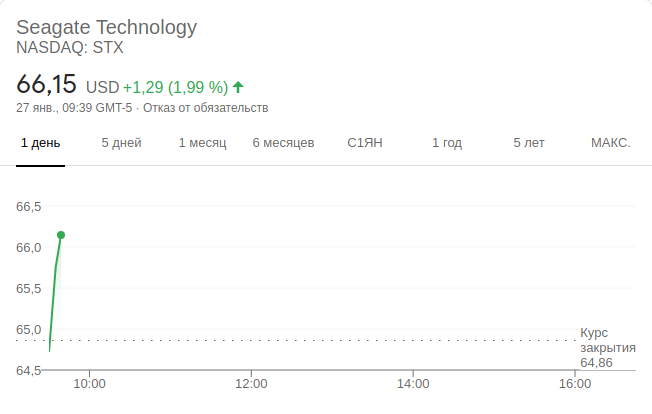 Seagate Technology
NASDAQ: STX
66,15 USD +1,29 (1,99 %)
27 янв., 09:39 GMT-5 · Отказ от обязательств
1 день 5 дней 1 месяц 6 месяцев С1ЯН 1 год 5 лет МАКС.
66,5
66,0
65,5
65,0
64,5
Курс
закрытия
64,86
10:00 12:00 14:00 16:00